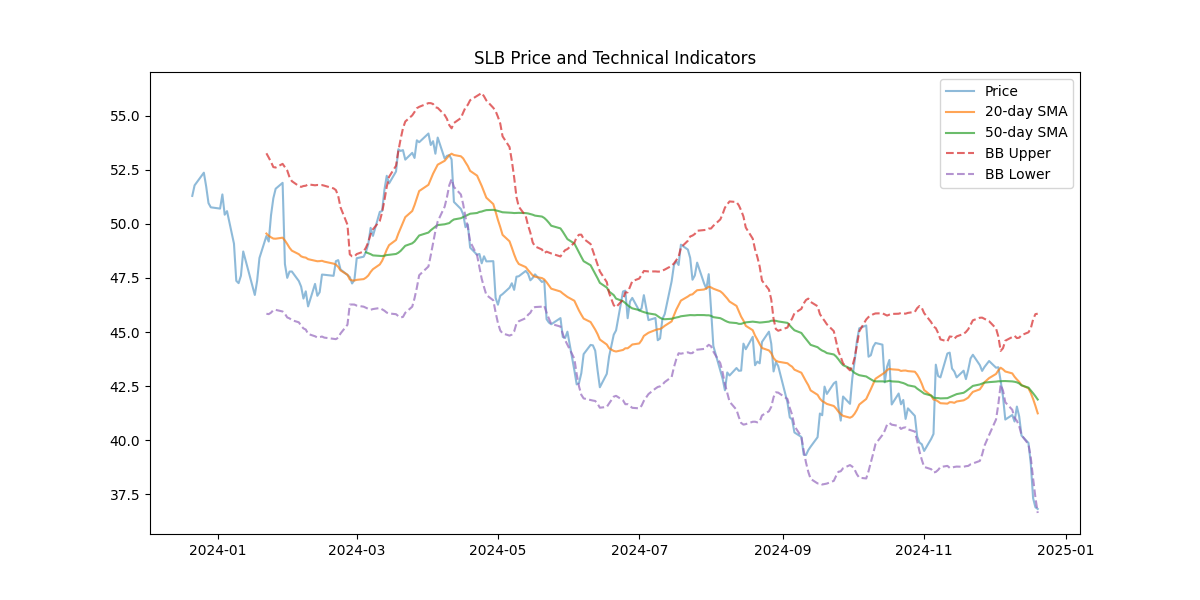 SLB Price and Technical Indicators
Price
20-day SMA
50-day SMA
BB Upper
BB Lower
55.0
52.5
50.0
47.5
45.0
42.5
40.0
37.5
2024-01
2024-03
2024-05
2024-07
2024-09
2024-11
2025-01